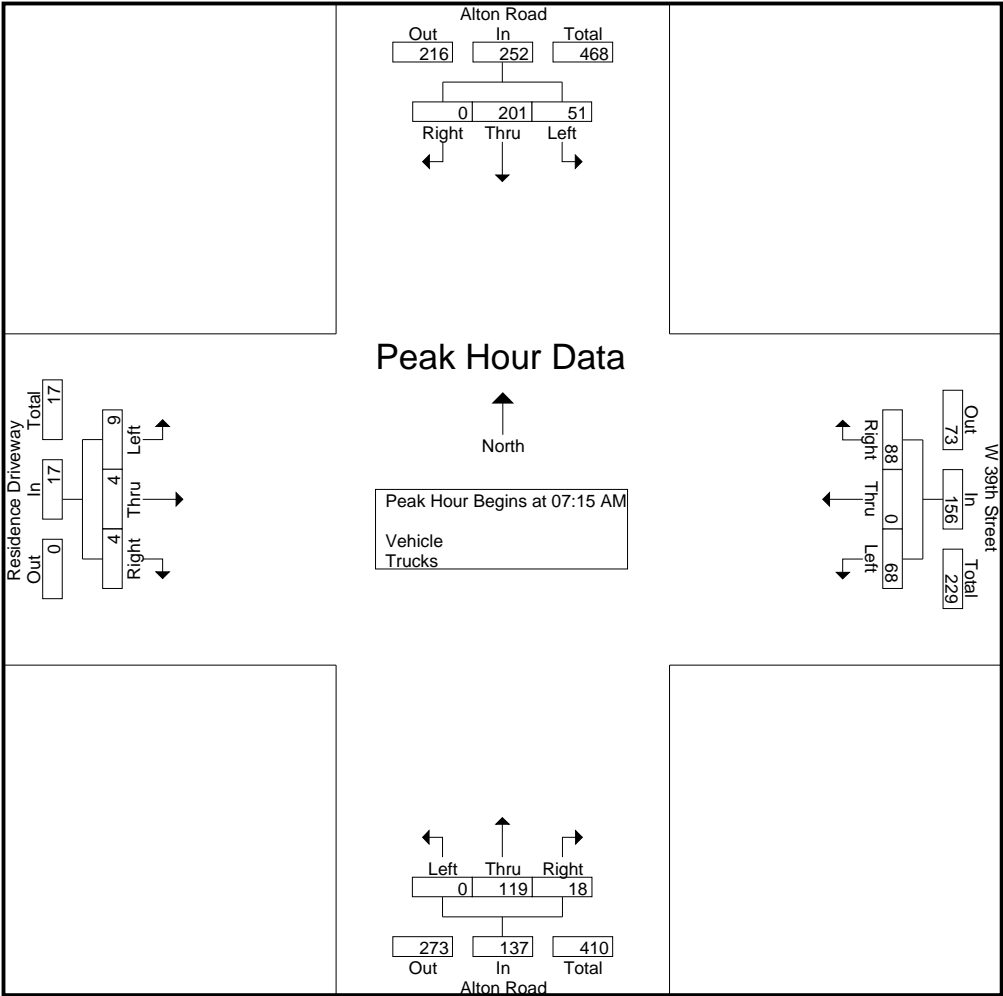 Alton Road
Out In Total
216 252 468
0 201 51
Right Thru Left
Peak Hour Data
North
Peak Hour Begins at 07:15 AM
Vehicle
Trucks
Residence Driveway
Out In Total
0 17 17
4 4 9
Right Thru Left
W 39th Street
Out In Total
73 156 229
88 0 68
Right Thru Left
Left Thru Right
0 119 18
273 137 410
Out In Total
Alton Road